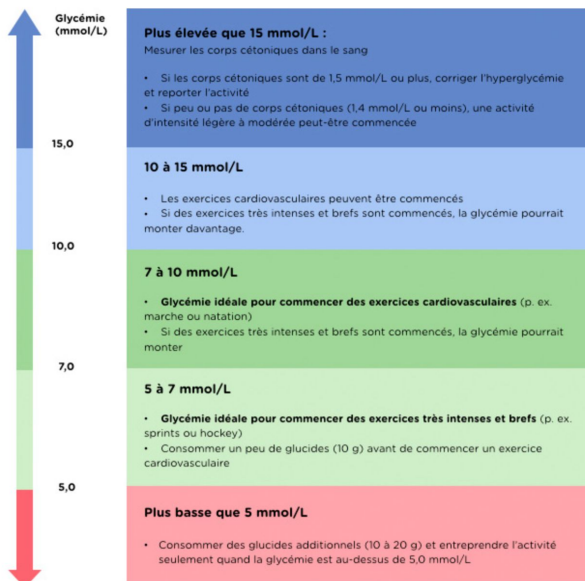 Glycémie
(mmol/L)
Plus élevée que 15 mmol/L :
Mesurer les corps cétoniques dans le sang
• Si les corps cétoniques sont de 1,5 mmol/L ou plus, corriger l'hyperglycémie
et reporter l'activité
• Si peu ou pas de corps cétoniques (1,4 mmol/L ou moins), une activité
d'intensité légère à modérée peut-être commencée
15,0
10 à 15 mmol/L
• Les exercices cardiovasculaires peuvent être commencés
• Si des exercices très intenses et brefs sont commencés, la glycémie pourrait
monter davantage.
10,0
7 à 10 mmol/L
• Glycémie idéale pour commencer des exercices cardiovasculaires (p. ex.
marche ou natation)
• Si des exercices très intenses et brefs sont commencés, la glycémie pourrait
monter
7,0
5 à 7 mmol/L
• Glycémie idéale pour commencer des exercices très intenses et brefs (p. ex.
sprints ou hockey)
• Consommer un peu de glucides (10 g) avant de commencer un exercice
cardiovasculaire
5,0
Plus basse que 5 mmol/L
• Consommer des glucides additionnels (10 à 20 g) et entreprendre l'activité
seulement quand la glycémie est au-dessus de 5,0 mmol/L